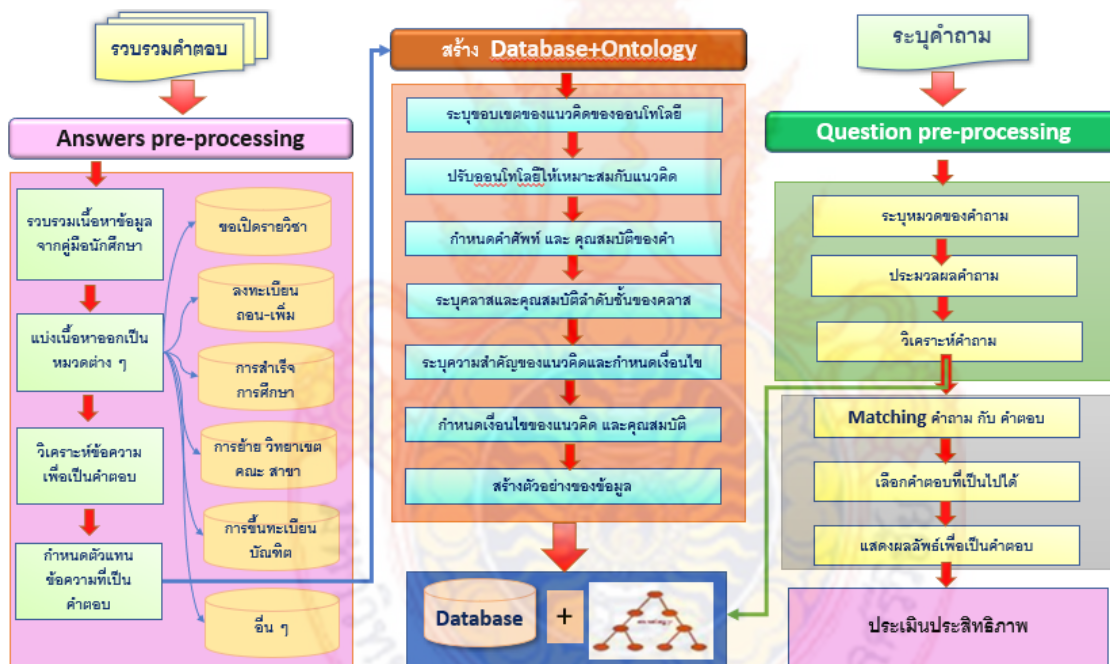 รวบรวมคำตอบ
Answers pre-processing
รวบรวมเนื้อหาข้อมูล
จากคู่มือนักศึกษา
แบ่งเนื้อหาออกเป็น
หมวดต่าง ๆ
วิเคราะห์ข้อความ
เพื่อเป็นคำตอบ
กำหนดตัวแทน
ข้อความที่เป็น
คำตอบ
ขอเปิดรายวิชา
ลงทะเบียน
ถอน-เพิ่ม
การสำเร็จ
การศึกษา
การย้าย วิทยาเขต
คณะ สาขา
การขึ้นทะเบียน
บัณฑิต
อื่น ๆ
สร้าง Database+Ontology
ระบุขอบเขตของแนวคิดของออนโทโลยี
ปรับออนโทโลยีให้เหมาะสมกับแนวคิด
กำหนดคำศัพท์ และ คุณสมบัติของคำ
ระบุคลาสและคุณสมบัติลำดับชั้นของคลาส
ระบุความสำคัญของแนวคิดและกำหนดเงื่อนไข
กำหนดเงื่อนไขของแนวคิด และคุณสมบัติ
สร้างตัวอย่างของข้อมูล
Database
+
ระบุคำถาม
Question pre-processing
ระบุหมวดของคำถาม
ประมวลผลคำถาม
วิเคราะห์คำถาม
Matching คำถาม กับ คำตอบ
เลือกคำตอบที่เป็นไปได้
แสดงผลลัพธ์เพื่อเป็นคำตอบ
ประเมินประสิทธิภาพ